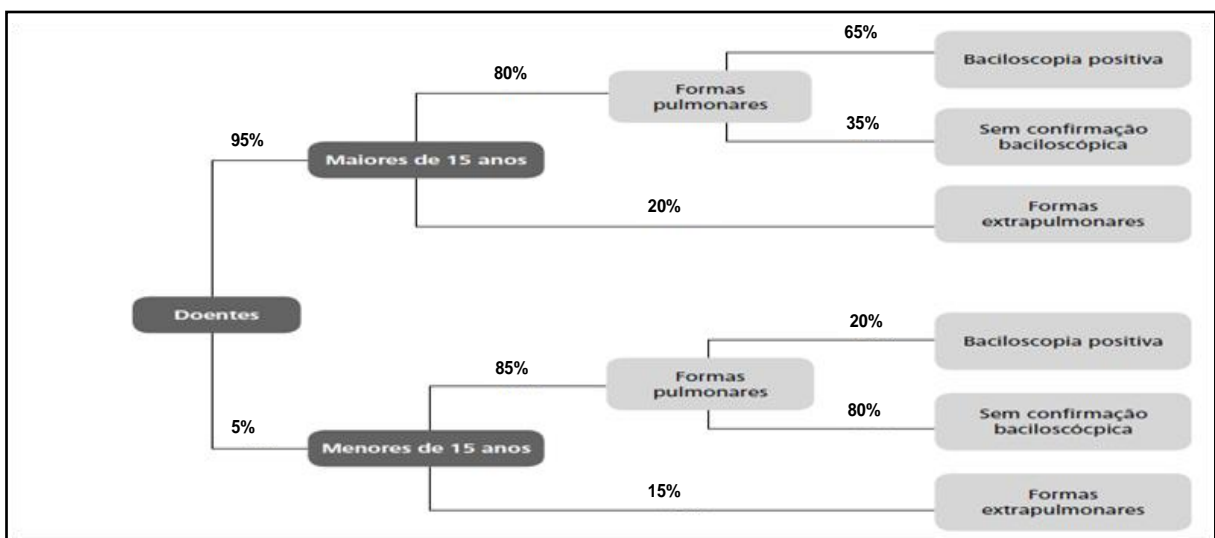 65%
Baciloscopia positiva
80%
Formas
pulmonares
35%
Sem confirmação
baciloscópica
95%
Maiores de 15 anos
20%
Formas
extrapulmonares
Doentes
20%
Baciloscopia positiva
85%
Formas
pulmonares
80%
Sem confirmação
baciloscócpica
5%
Menores de 15 anos
15%
Formas
extrapulmonares